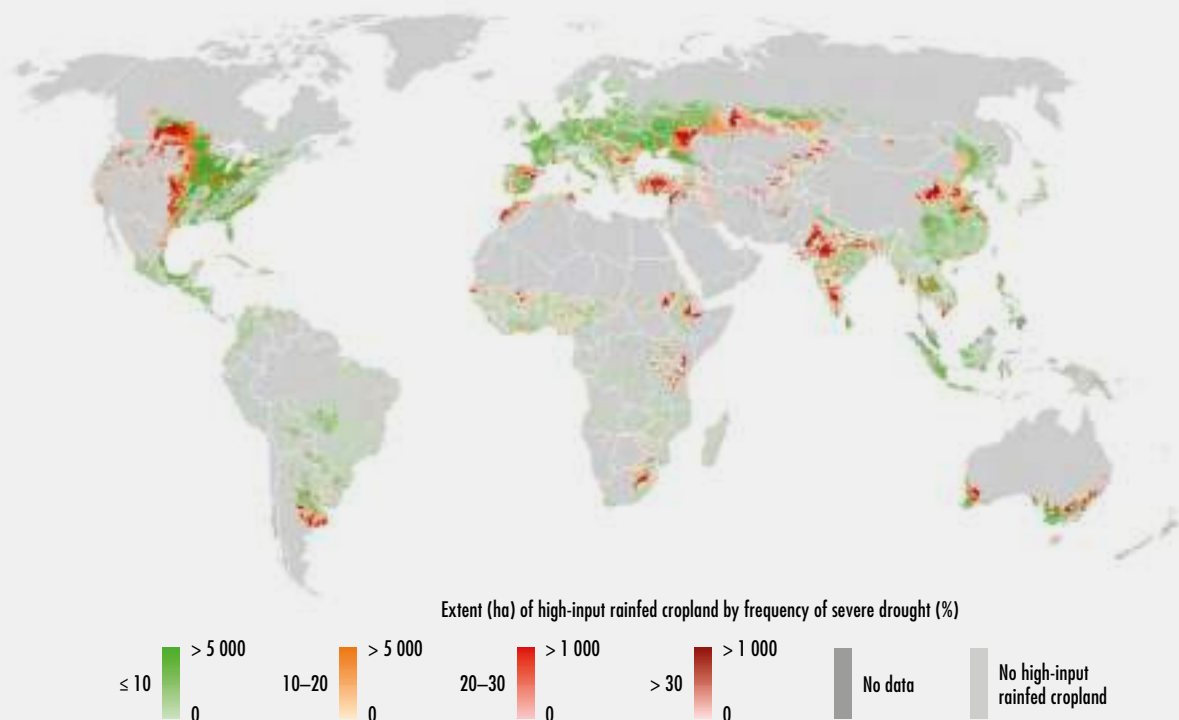 Extent (ha) of high-input rainfed cropland by frequency of severe drought (%)
≤ 10
> 5 000
0
10–20
> 5 000
0
20–30
> 1 000
0
> 30
> 1 000
0
No data
No high-input
rainfed cropland